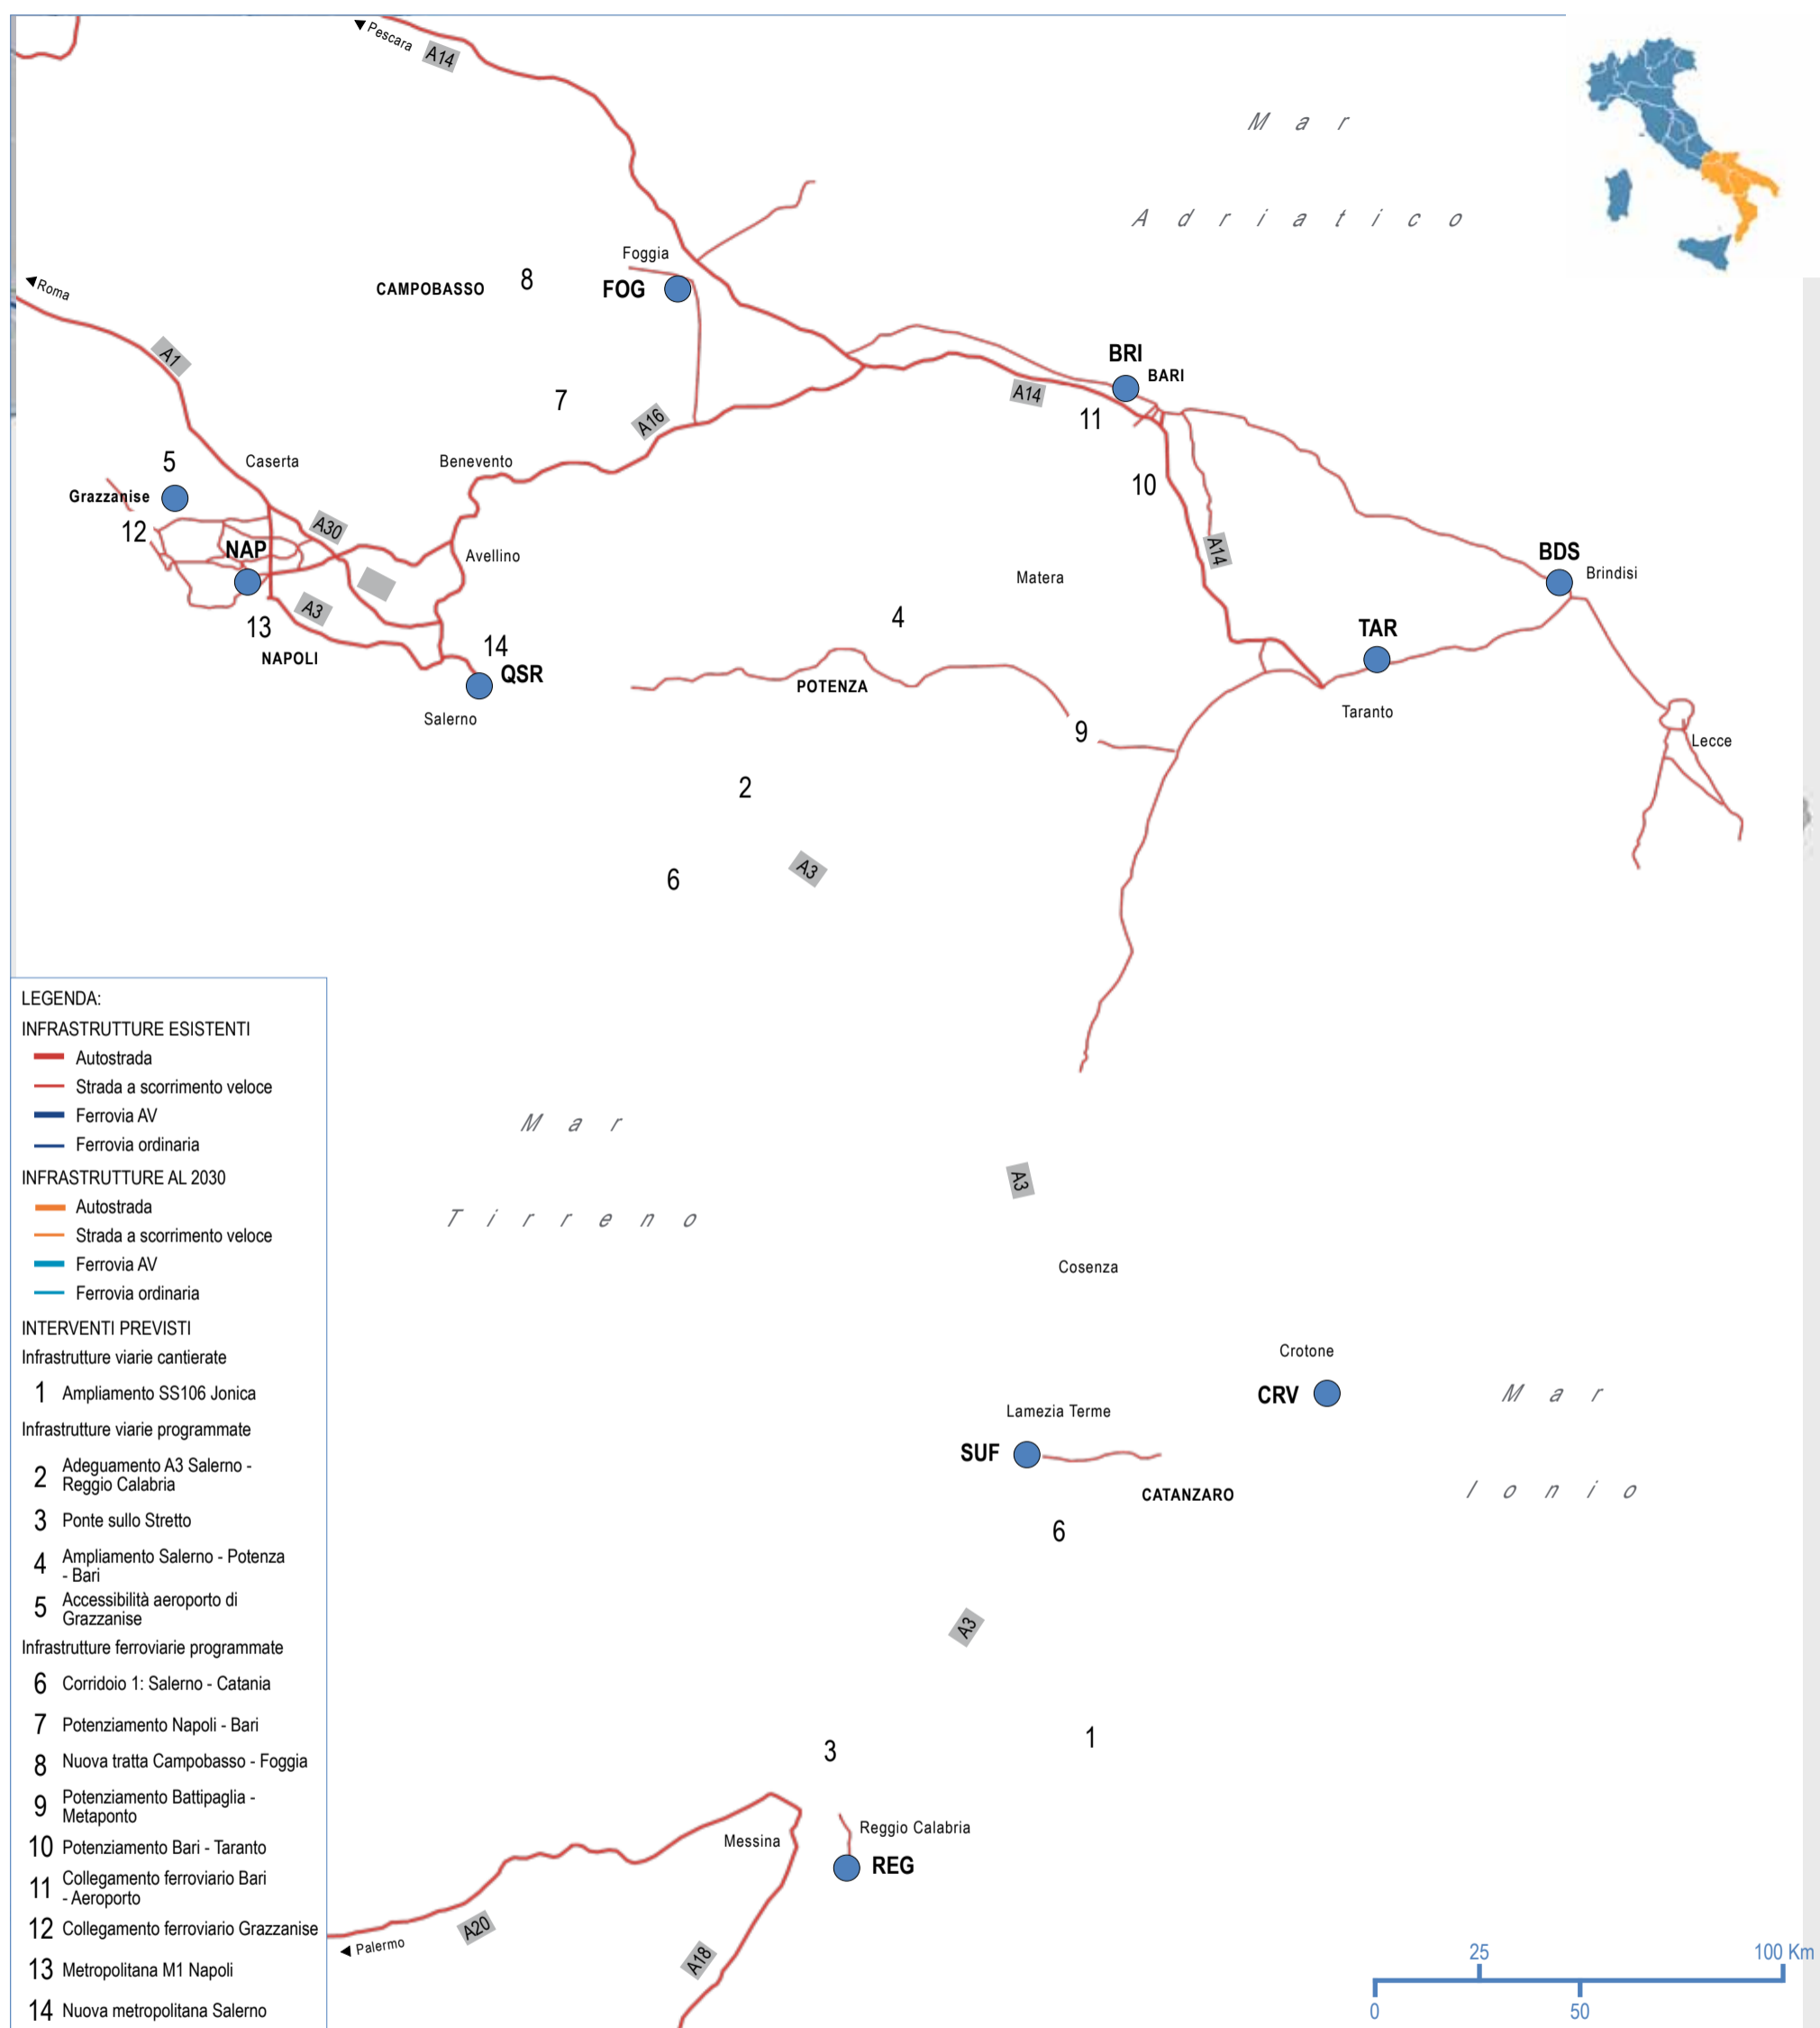 Pescara
A14
Mar
Adriatico
Roma
Foggia
CAMPOBASSO
8
FOG
A1
BRI
BARI
A14
11
7
A16
5
Caserta
Benevento
10
Grazzanise
12
A30
NAP
Avellino
A14
BDS
Brindisi
Matera
A3
4
13
NAPOLI
14
QSR
TAR
POTENZA
Salerno
Taranto
9
Lecce
2
A3
6
LEGENDA:
INFRASTRUTTURE ESISTENTI
Autostrada
Strada a scorrimento veloce
Ferrovia AV
Ferrovia ordinaria
INFRASTRUTTURE AL 2030
Autostrada
Strada a scorrimento veloce
Ferrovia AV
Ferrovia ordinaria
INTERVENTI PREVISTI
Infrastrutture viarie cantierate
1 Ampliamento SS106 Jonica
Infrastrutture viarie programmate
2 Adeguamento A3 Salerno -
Reggio Calabria
3 Ponte sullo Stretto
4 Ampliamento Salerno - Potenza
- Bari
5 Accessibilità aeroporto di
Grazzanise
Infrastrutture ferroviarie programmate
6 Corridoio 1: Salerno - Catania
7 Potenziamento Napoli - Bari
8 Nuova tratta Campobasso - Foggia
9 Potenziamento Battipaglia -
Metaponto
10 Potenziamento Bari - Taranto
11 Collegamento ferroviario Bari
- Aeroporto
12 Collegamento ferroviario Grazzanise
13 Metropolitana M1 Napoli
14 Nuova metropolitana Salerno
Mar
Tirreno
A3
Cosenza
Crotone
CRV
Mar
Ionio
Lamezia Terme
SUF
CATANZARO
6
A3
1
3
Messina
Reggio Calabria
REG
A20
Palermo
A18
25
100 Km
0
50